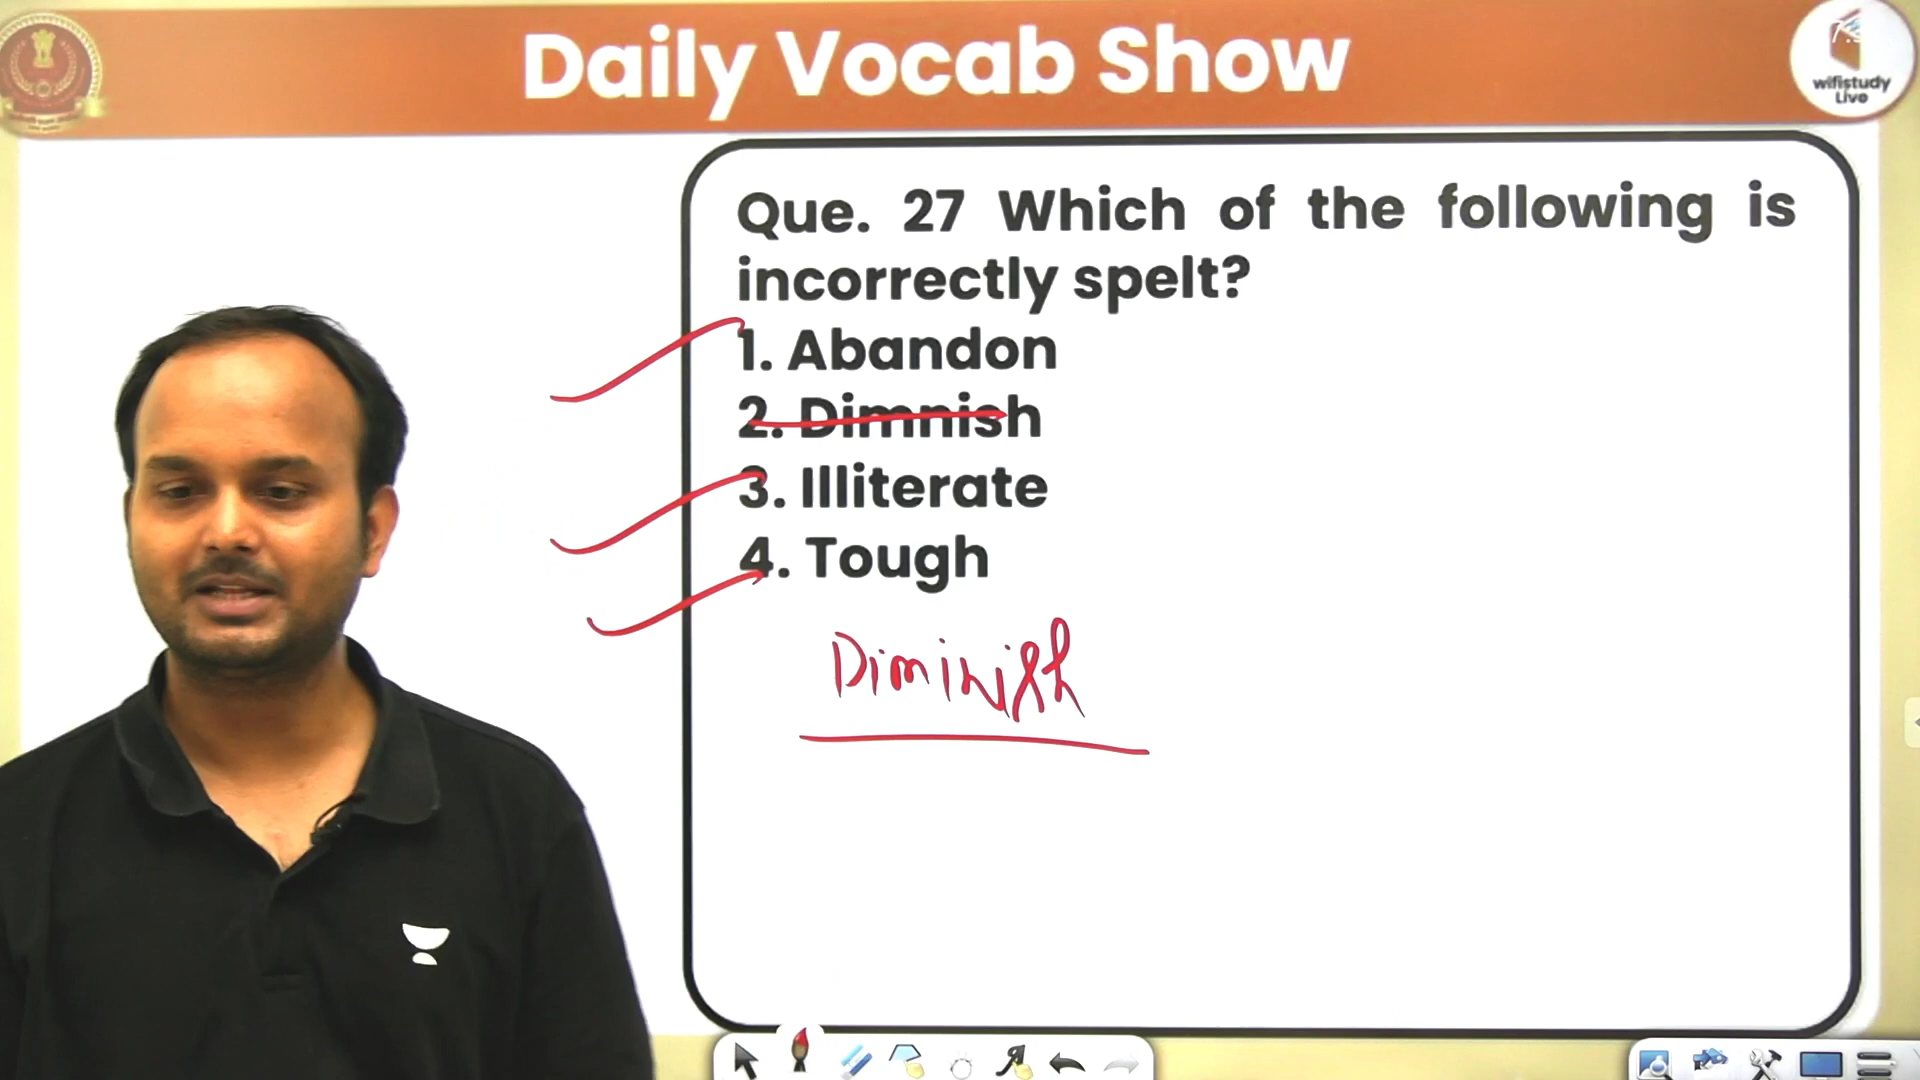 Daily Vocab Show
wifistudy
Live
Que. 27 Which of the following is
incorrectly spelt?
1. Abandon
2. Dimnish
3. Illiterate
4. Tough
Diminish